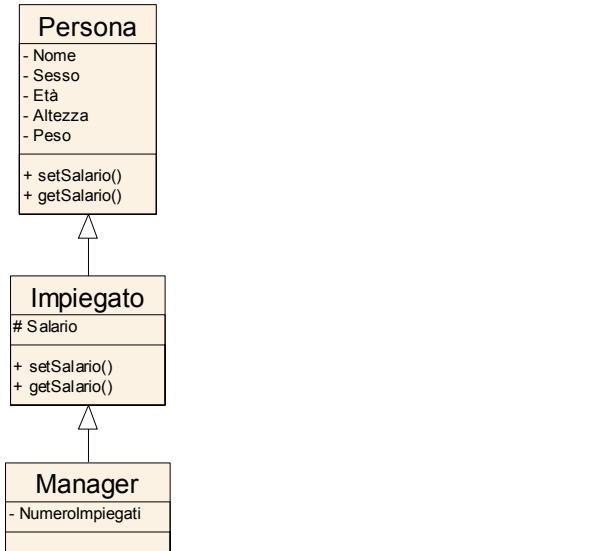 Persona
- Nome
- Sesso
- Età
- Altezza
- Peso
+ setSalario()
+ getSalario()
Impiegato
# Salario
+ setSalario()
+ getSalario()
Manager
- NumeroImpiegati